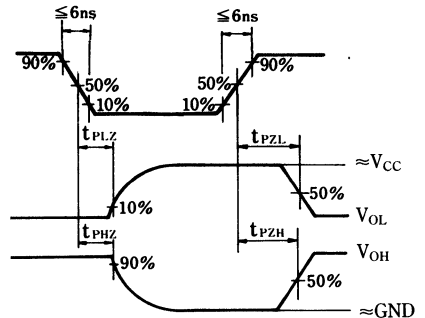 ≦6ns ≦6ns
90% 90%
50% 50%
10% 10%
tPLZ tPZL
≈VCC
50%
10%
VOL
tPHZ tPZH
VOH
90%
50%
≈GND